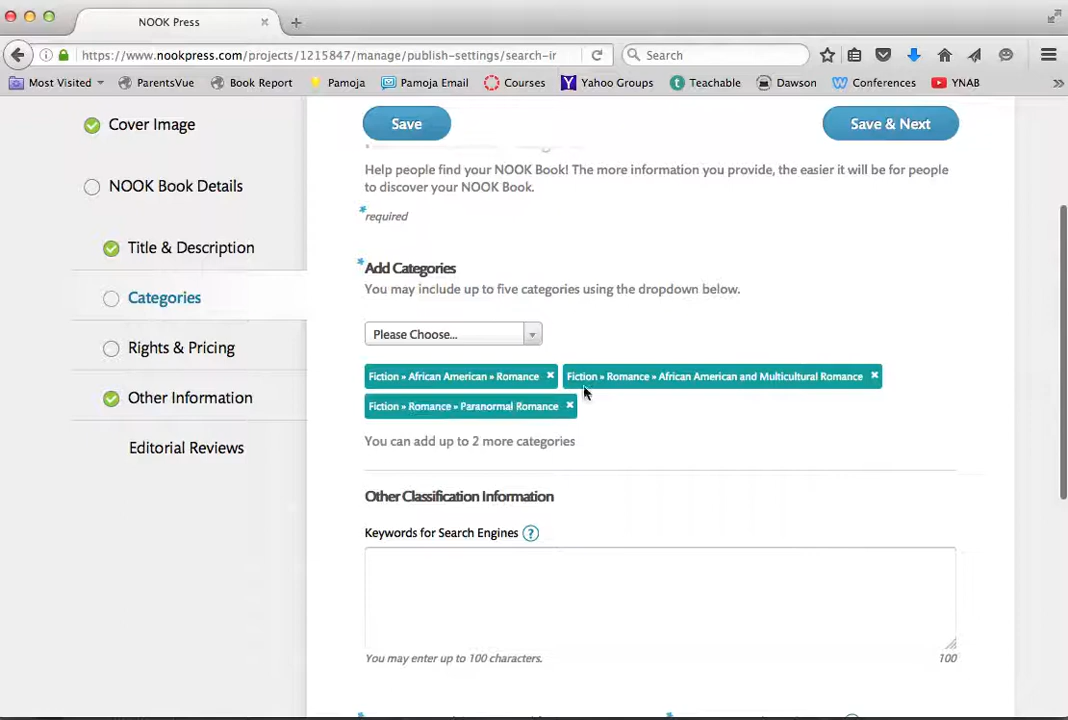 NOOK Press
https://www.nookpress.com/projects/1215847/manage/publish-settings/search-ir
Search
Most Visited
ParentsVue
Book Report
Pamoja
Pamoja Email
Courses
Yahoo Groups
Teachable
Dawson
Conferences
YNAB
Cover Image
Save
Save & Next
Help people find your NOOK Book! The more information you provide, the easier it will be for people
to discover your NOOK Book.
NOOK Book Details
* required
Title & Description
* Add Categories
You may include up to five categories using the dropdown below.
Categories
Please Choose...
Rights & Pricing
Fiction » African American » Romance
Fiction » Romance » African American and Multicultural Romance
Other Information
Fiction » Romance » Paranormal Romance
You can add up to 2 more categories
Editorial Reviews
Other Classification Information
Keywords for Search Engines ?
You may enter up to 100 characters.
100